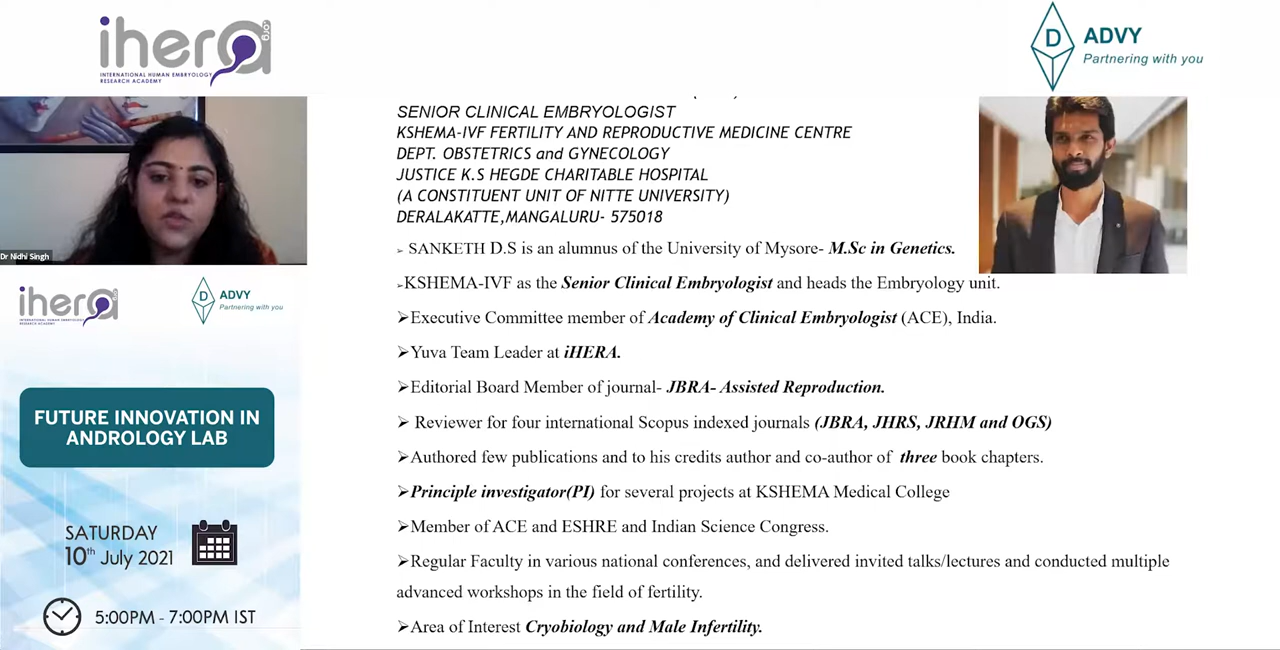 ihera.org
INTERNATIONAL HUMAN EMBRYOLOGY
RESEARCH ACADEMY
D
ADVY
Partnering with you
Dr Nidhi Singh
ihera.org
INTERNATIONAL HUMAN EMBRYOLOGY
RESEARCH ACADEMY
D
ADVY
Partnering with you
FUTURE INNOVATION IN
ANDROLOGY LAB
SATURDAY
10th July 2021
5:00PM - 7:00PM IST
SENIOR CLINICAL EMBRYOLOGIST
KSHEMA-IVF FERTILITY AND REPRODUCTIVE MEDICINE CENTRE
DEPT. OBSTETRICS and GYNECOLOGY
JUSTICE K.S HEGDE CHARITABLE HOSPITAL
(A CONSTITUENT UNIT OF NITTE UNIVERSITY)
DERALAKATTE,MANGALURU- 575018
➢ SANKETH D.S is an alumnus of the University of Mysore- M.Sc in Genetics.
➢KSHEMA-IVF as the Senior Clinical Embryologist and heads the Embryology unit.
➢Executive Committee member of Academy of Clinical Embryologist (ACE), India.
➢Yuva Team Leader at iHERA.
➢Editorial Board Member of journal- JBRA- Assisted Reproduction.
➢ Reviewer for four international Scopus indexed journals (JBRA, JHRS, JRHM and OGS)
➢Authored few publications and to his credits author and co-author of three book chapters.
➢Principle investigator(PI) for several projects at KSHEMA Medical College
➢Member of ACE and ESHRE and Indian Science Congress.
➢Regular Faculty in various national conferences, and delivered invited talks/lectures and conducted multiple
advanced workshops in the field of fertility.
➢Area of Interest Cryobiology and Male Infertility.